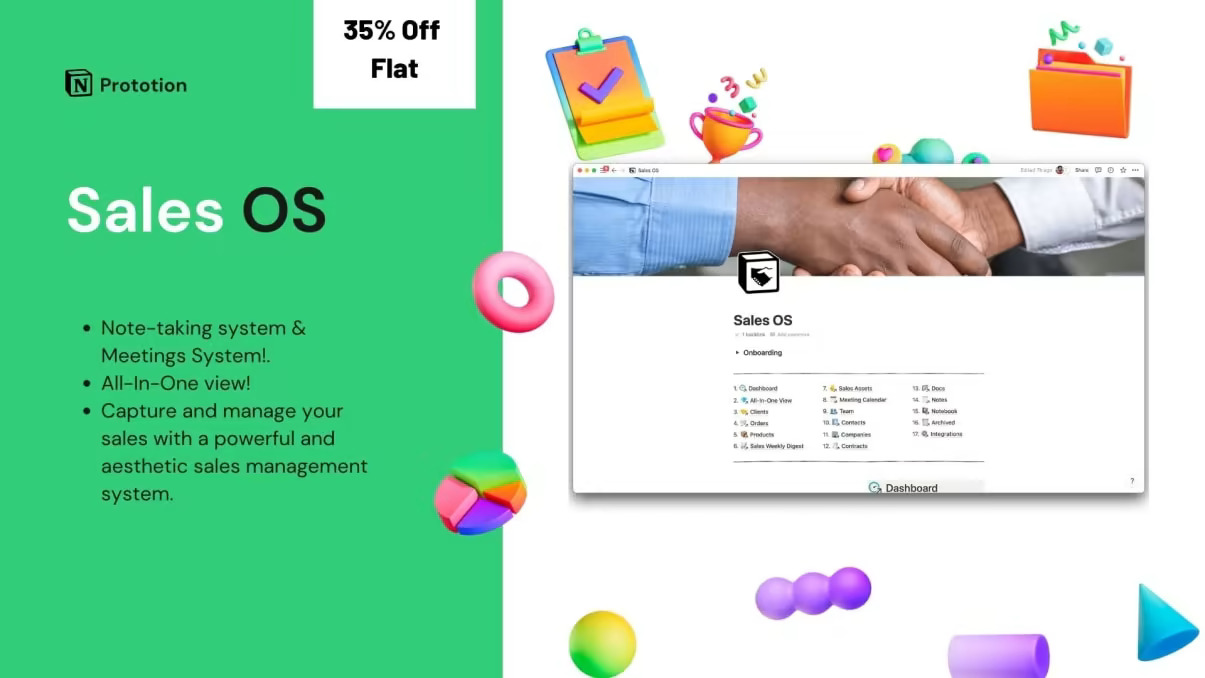 35% Off
Flat
Prototion
Sales OS
Note-taking system &
Meetings System!.
All-In-One view!
Capture and manage your
sales with a powerful and
aesthetic sales management
system.
Sales OS
Share
Sales OS
1 backlink
Onboarding
1. Dashboard
2. All-In-One View
3. Clients
4. Orders
5. Products
6. Sales Weekly Digest
7. Sales Assets
8. Meeting Calendar
9. Team
10. Contacts
11. Companies
12. Contracts
13. Docs
14. Notes
15. Notebook
16. Archived
17. Integrations
Dashboard
?